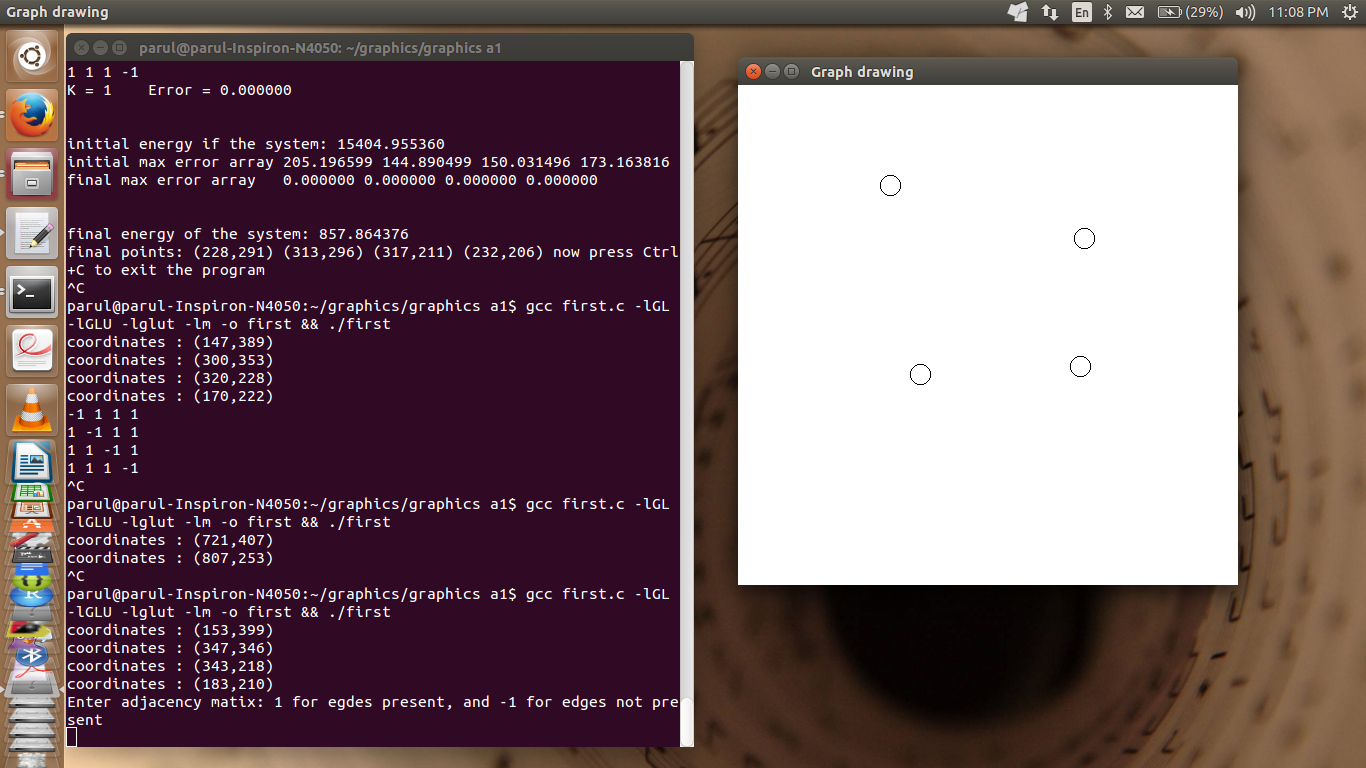 Graph drawing
En
(29%)
11:08 PM
parul@parul-Inspiron-N4050: ~/graphics/graphics a1
1 1 1 -1
K = 1    Error = 0.000000
initial energy if the system: 15404.955360
initial max error array 205.196599 144.890499 150.031496 173.163816
final max error array   0.000000 0.000000 0.000000 0.000000
final energy of the system: 857.864376
final points: (228,291) (313,296) (317,211) (232,206) now press Ctrl
+C to exit the program
^C
parul@parul-Inspiron-N4050:~/graphics/graphics a1$ gcc first.c -lGL
-lGLU -lglut -lm -o first && ./first
coordinates : (147,389)
coordinates : (300,353)
coordinates : (320,228)
coordinates : (170,222)
-1 1 1 1
1 -1 1 1
1 1 -1 1
1 1 1 -1
^C
parul@parul-Inspiron-N4050:~/graphics/graphics a1$ gcc first.c -lGL
-lGLU -lglut -lm -o first && ./first
coordinates : (721,407)
coordinates : (807,253)
^C
parul@parul-Inspiron-N4050:~/graphics/graphics a1$ gcc first.c -lGL
-lGLU -lglut -lm -o first && ./first
coordinates : (153,399)
coordinates : (347,346)
coordinates : (343,218)
coordinates : (183,210)
Enter adjacency matix: 1 for egdes present, and -1 for edges not pre
sent
Graph drawing